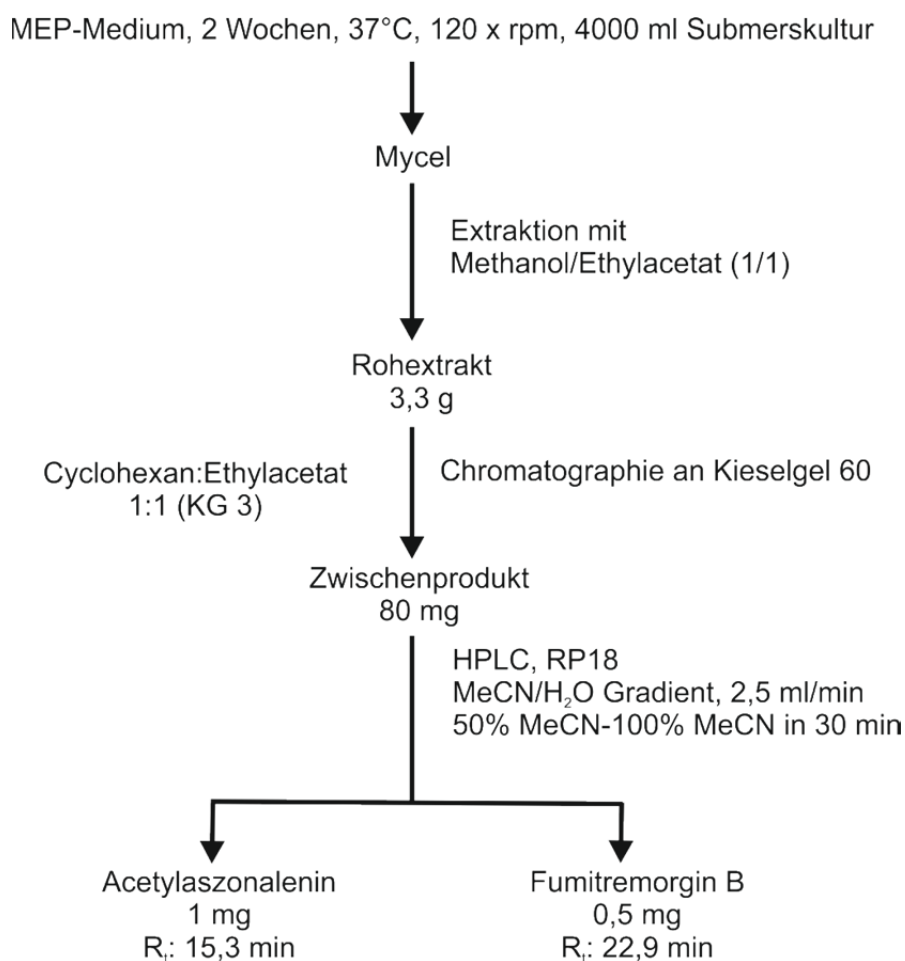 MEP-Medium, 2 Wochen, 37°C, 120 x rpm, 4000 ml Submerskultur
Mycel
Extraktion mit
Methanol/Ethylacetat (1/1)
Rohextrakt
3,3 g
Cyclohexan:Ethylacetat
1:1 (KG 3)
Chromatographie an Kieselgel 60
Zwischenprodukt
80 mg
HPLC, RP18
MeCN/H₂O Gradient, 2,5 ml/min
50% MeCN-100% MeCN in 30 min
Acetylaszonalenin
1 mg
Rₜ: 15,3 min
Fumitremorgin B
0,5 mg
Rₜ: 22,9 min